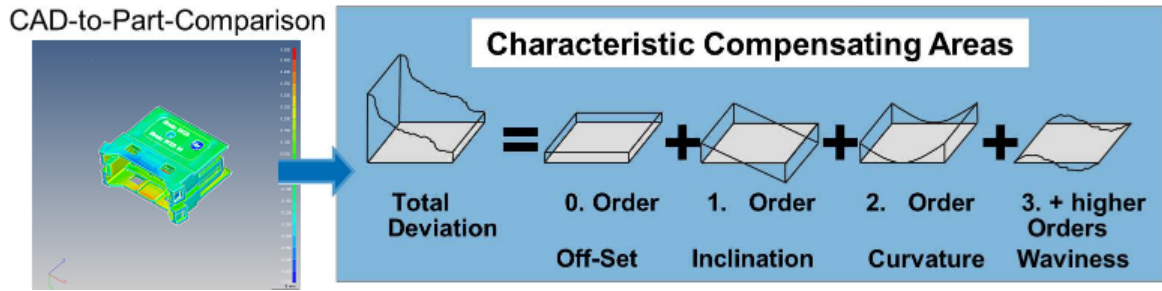 CAD-to-Part-Comparison
Characteristic Compensating Areas
= + + +
Total
Deviation
0. Order
1. Order
2. Order
3. + higher
Orders
Off-Set
Inclination
Curvature
Waviness